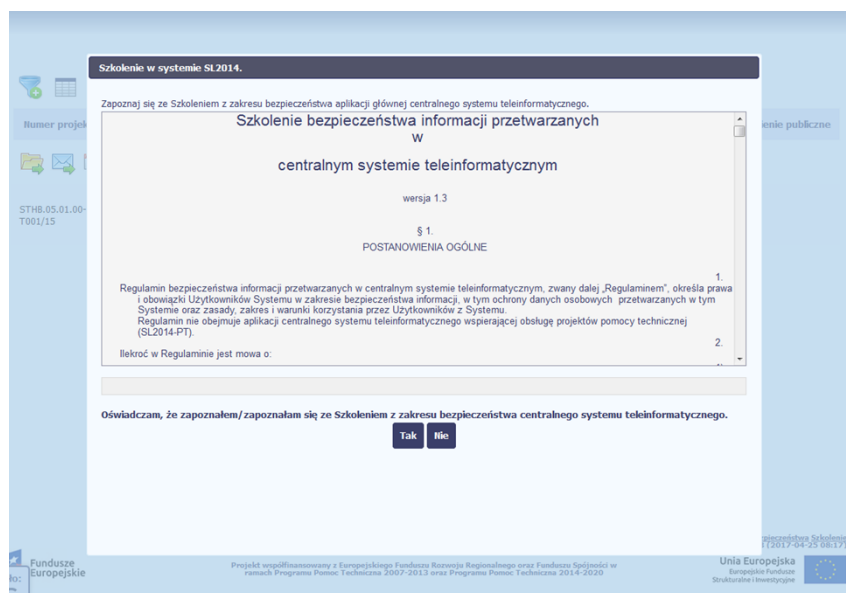 Szkolenie w systemie SL2014.
Zapoznaj się ze Szkoleniem z zakresu bezpieczeństwa aplikacji głównej centralnego systemu teleinformatycznego.
Numer projek
enie publiczne
Szkolenie bezpieczeństwa informacji przetwarzanych
w
centralnym systemie teleinformatycznym
wersja 1.3
STHB.05.01.00-
T001/15
§ 1.
POSTANOWIENIA OGÓLNE
1.
Regulamin bezpieczeństwa informacji przetwarzanych w centralnym systemie teleinformatycznym, zwany dalej „Regulaminem”, określa prawa
i obowiązki Użytkowników Systemu w zakresie bezpieczeństwa informacji, w tym ochrony danych osobowych przetwarzanych w tym
Systemie oraz zasady, zakres i warunki korzystania przez Użytkowników z Systemu.
Regulamin nie obejmuje aplikacji centralnego systemu teleinformatycznego wspierającej obsługę projektów pomocy technicznej
(SL2014-PT).
2.
Ilekroć w Regulaminie jest mowa o:
Oświadczam, że zapoznałem/zapoznałam się ze Szkoleniem z zakresu bezpieczeństwa centralnego systemu teleinformatycznego.
Tak Nie
Szkolenie
(2017-04-25 08:17)
Fundusze
Europejskie
Projekt współfinansowany z Europejskiego Funduszu Rozwoju Regionalnego oraz Funduszu Spójności w
ramach Programu Pomoc Techniczna 2007-2013 oraz Programu Pomoc Techniczna 2014-2020
Unia Europejska
Europejskie Fundusze
Strukturalne i Inwestycyjne